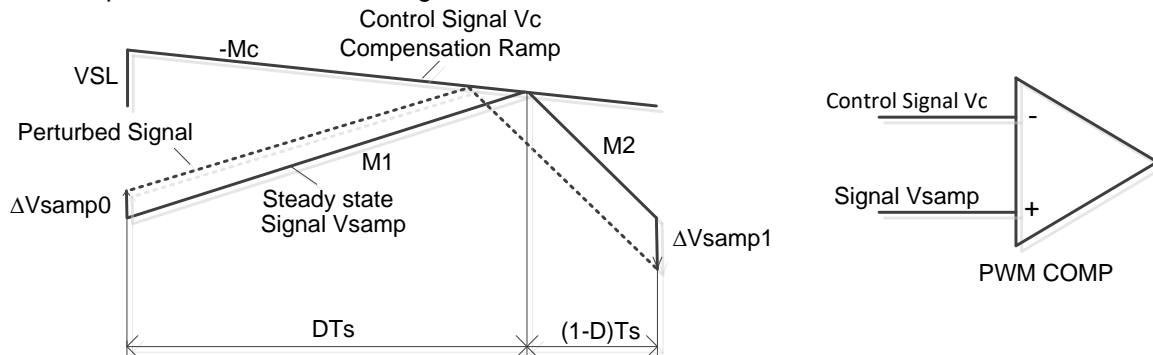 Control Signal Vc
Compensation Ramp
-Mc
VSL
Perturbed Signal
M1
M2
Steady state
Signal Vsamp
ΔVsamp0
ΔVsamp1
DTs
(1-D)Ts
Control Signal Vc
-
Signal Vsamp
+
PWM COMP